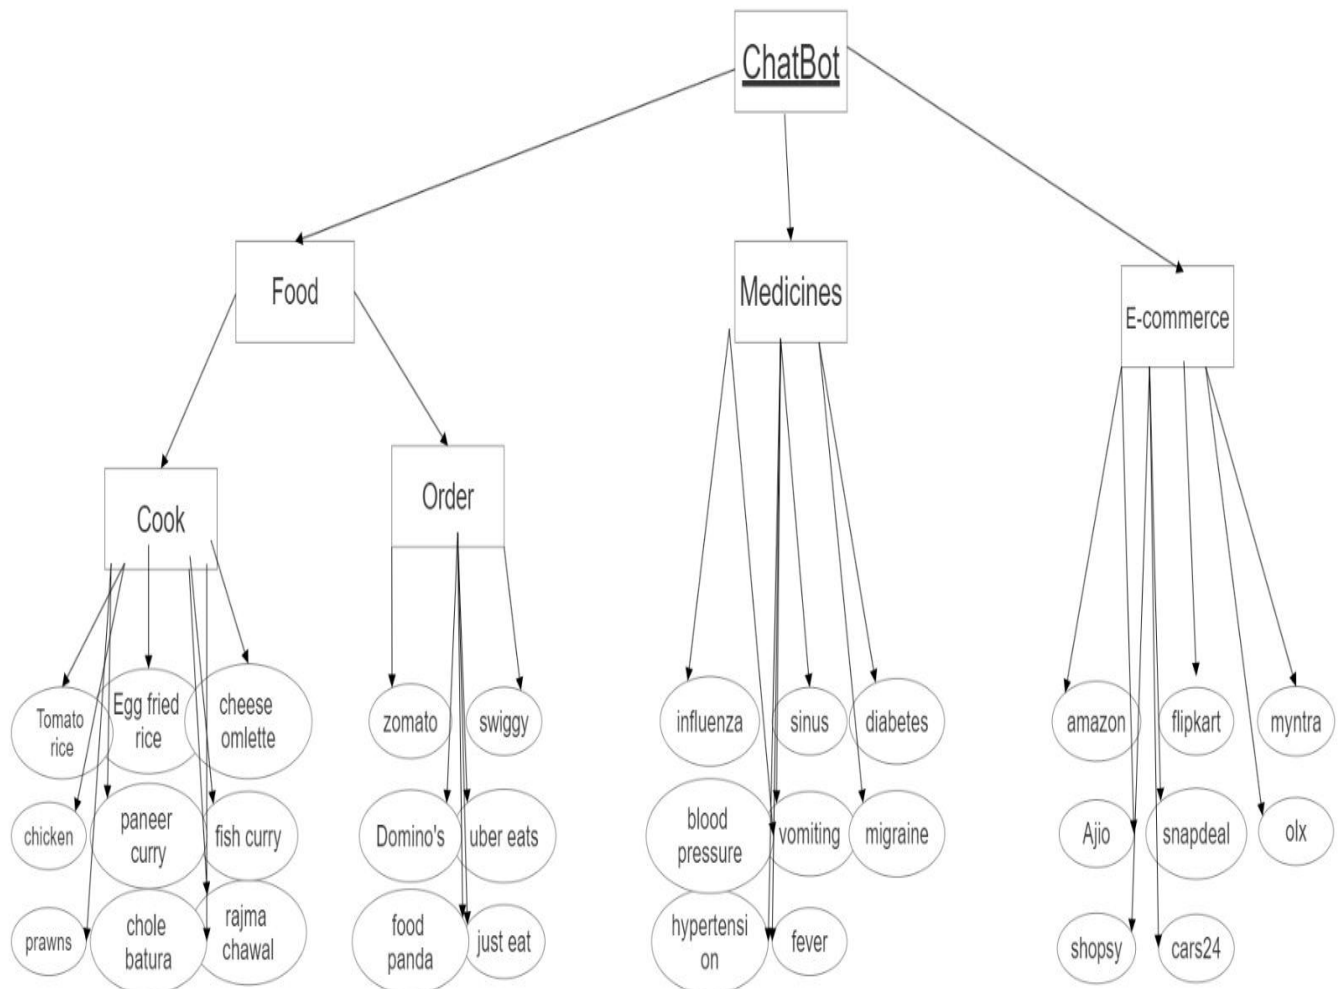 ChatBot
Food
Medicines
E-commerce
Cook
Order
Tomato
rice
Egg fried
rice
cheese
omlette
zomato
swiggy
influenza
sinus
diabetes
amazon
flipkart
myntra
chicken
paneer
curry
fish curry
Domino's
uber eats
blood
pressure
vomiting
migraine
Ajio
snapdeal
olx
prawns
chole
batura
rajma
chawal
food
panda
just eat
hypertensi
on
fever
shopsy
cars24